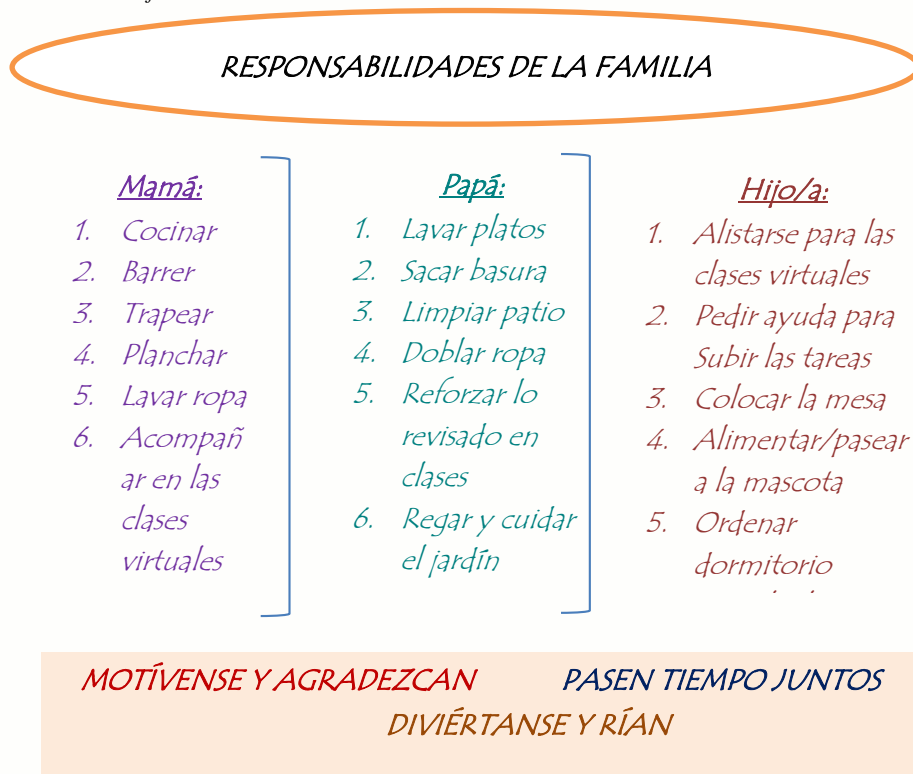 RESPONSABILIDADES DE LA FAMILIA
Mamá:
1. Cocinar
2. Barrer
3. Trapear
4. Planchar
5. Lavar ropa
6. Acompañ
ar en las
clases
virtuales
Papá:
1. Lavar platos
2. Sacar basura
3. Limpiar patio
4. Doblar ropa
5. Reforzar lo
revisado en
clases
6. Regar y cuidar
el jardín
Hijo/a:
1. Alistarse para las
clases virtuales
2. Pedir ayuda para
Subir las tareas
3. Colocar la mesa
4. Alimentar/pasear
a la mascota
5. Ordenar
dormitorio
MOTÍVENSE Y AGRADEZCAN PASEN TIEMPO JUNTOS
DIVIÉRTANSE Y RÍAN